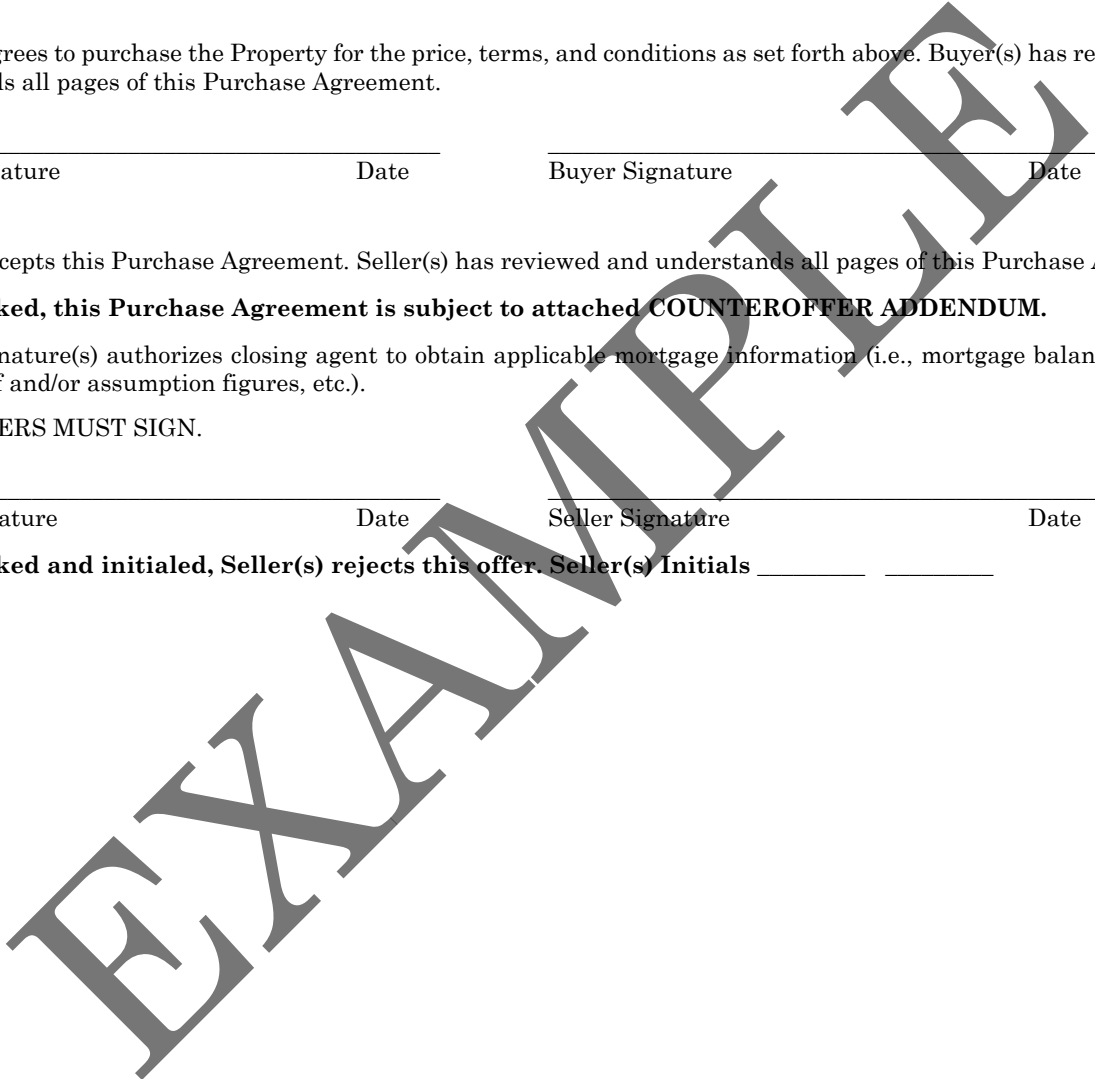 grees to purchase the Property for the price, terms, and conditions as set forth above. Buyer(s) has re
ds all pages of this Purchase Agreement.
ature Date Buyer Signature Date
cepts this Purchase Agreement. Seller(s) has reviewed and understands all pages of this Purchase A
ked, this Purchase Agreement is subject to attached COUNTEROFFER ADDENDUM.
nature(s) authorizes closing agent to obtain applicable mortgage information (i.e., mortgage balan
f and/or assumption figures, etc.).
ERS MUST SIGN.
ature Date Seller Signature Date
ked and initialed, Seller(s) rejects this offer. Seller(s) Initials _________ _________
EXAMPLE